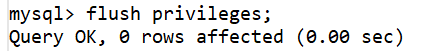 mysql> flush privileges;
Query OK, 0 rows affected (0.00 sec)